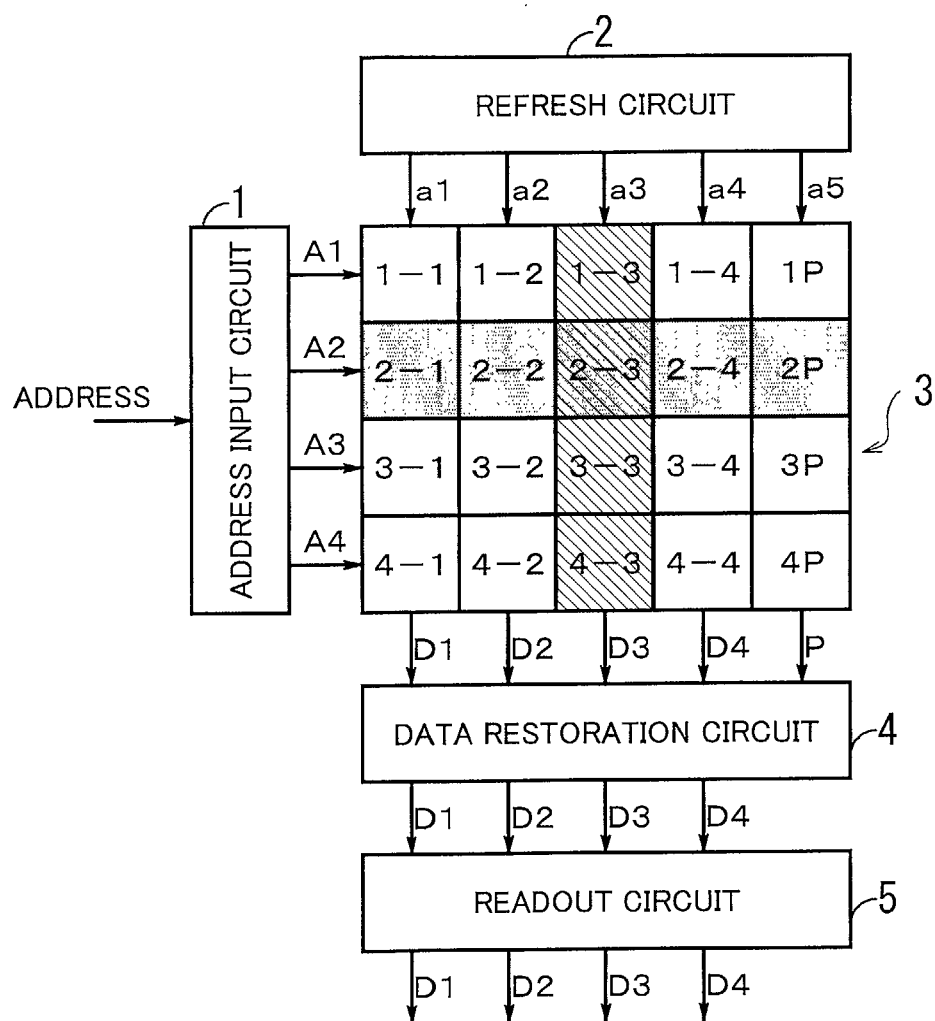 2
REFRESH CIRCUIT
a1 a2 a3 a4 a5
1
ADDRESS INPUT CIRCUIT
ADDRESS
A1 1-1 1-2 1-3 1-4 1P
A2 2-1 2-2 2-3 2-4 2P
3
A3 3-1 3-2 3-3 3-4 3P
A4 4-1 4-2 4-3 4-4 4P
D1 D2 D3 D4 P
DATA RESTORATION CIRCUIT 4
D1 D2 D3 D4
READOUT CIRCUIT 5
D1 D2 D3 D4